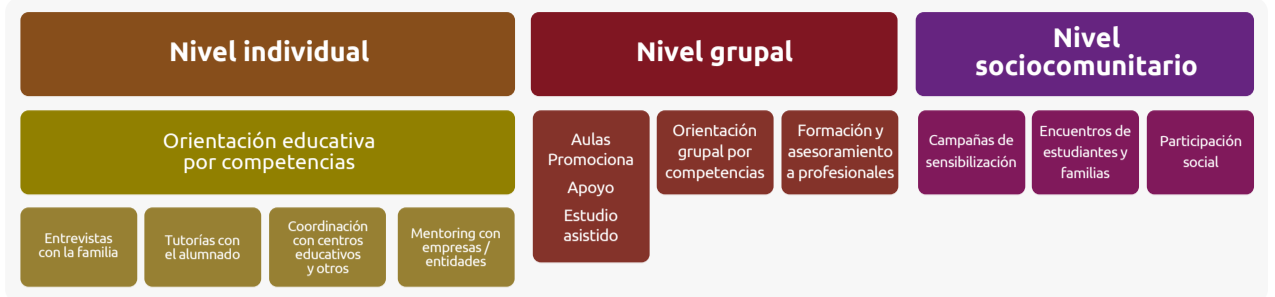 Nivel individual
Orientación educativa
por competencias
Entrevistas
con la familia
Tutorías con
el alumnado
Coordinación
con centros
educativos
y otros
Mentoring con
empresas /
entidades
Nivel grupal
Aulas
Promociona
Apoyo
Estudio
asistido
Orientación
grupal por
competencias
Formación y
asesoramiento
a profesionales
Nivel
sociocomunitario
Campañas de
sensibilización
Encuentros de
estudiantes y
familias
Participación
social